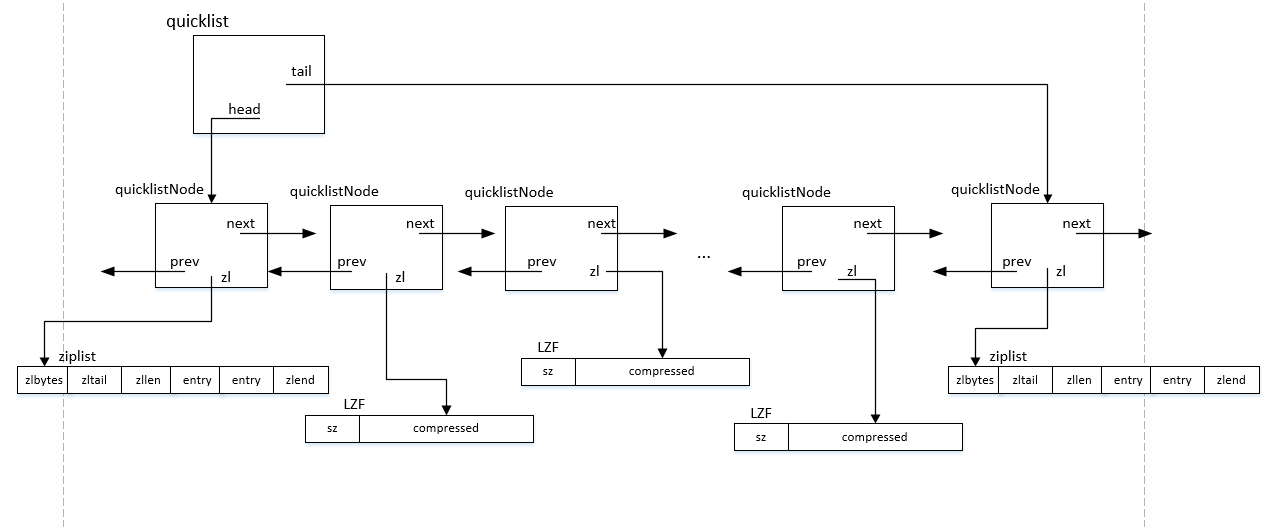 quicklist
tail
head
quicklistNode
quicklistNode
quicklistNode
quicklistNode
quicklistNode
next
next
next
next
next
prev
zl
prev
zl
prev
zl
...
prev
zl
prev
zl
ziplist
zlbytes zltail zllen entry entry zlend
LZF
sz compressed
LZF
sz compressed
LZF
sz compressed
ziplist
zlbytes zltail zllen entry entry zlend